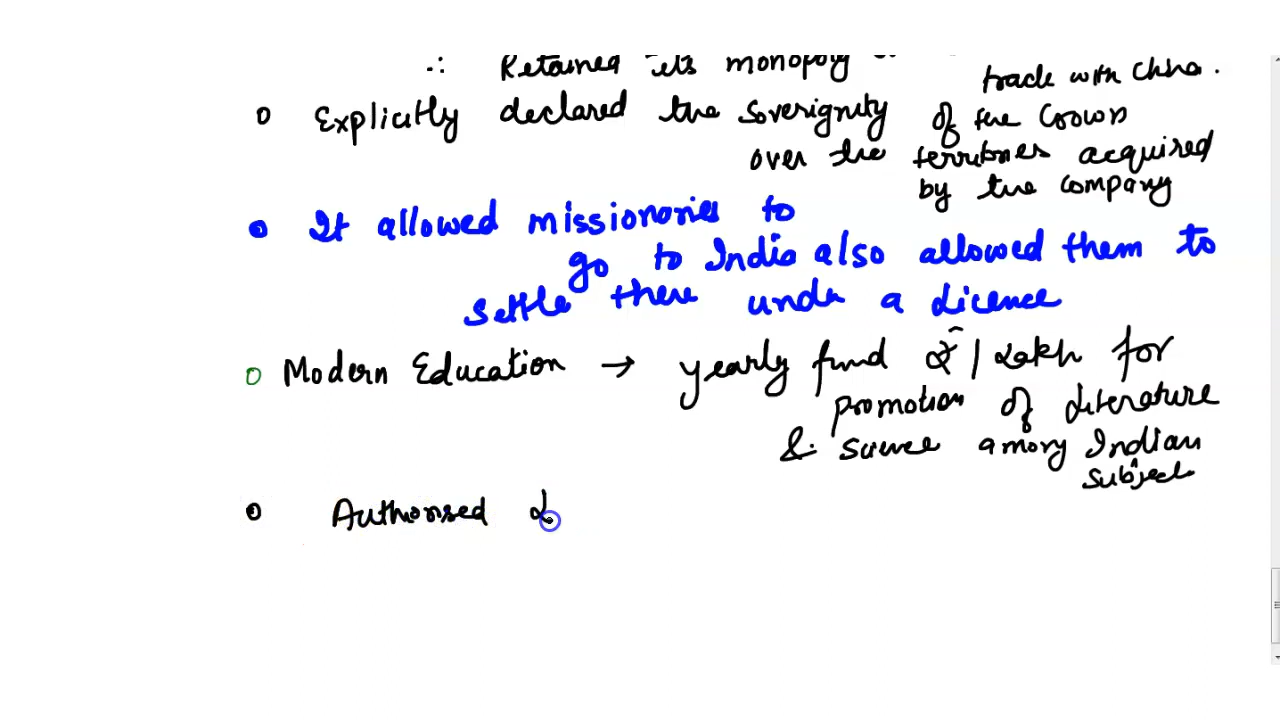 ∴ Retained its monopoly
trade with China.
o Explicitly declared the Soverignity of the Crown
over the territories acquired
by the Company
• It allowed missionaries to
go to India also allowed them to
settle there under a licence
o Modern Education → yearly fund ₹ 1 Lakh for
promotion of Literature
& Science among Indian
Subject
• Authorised L